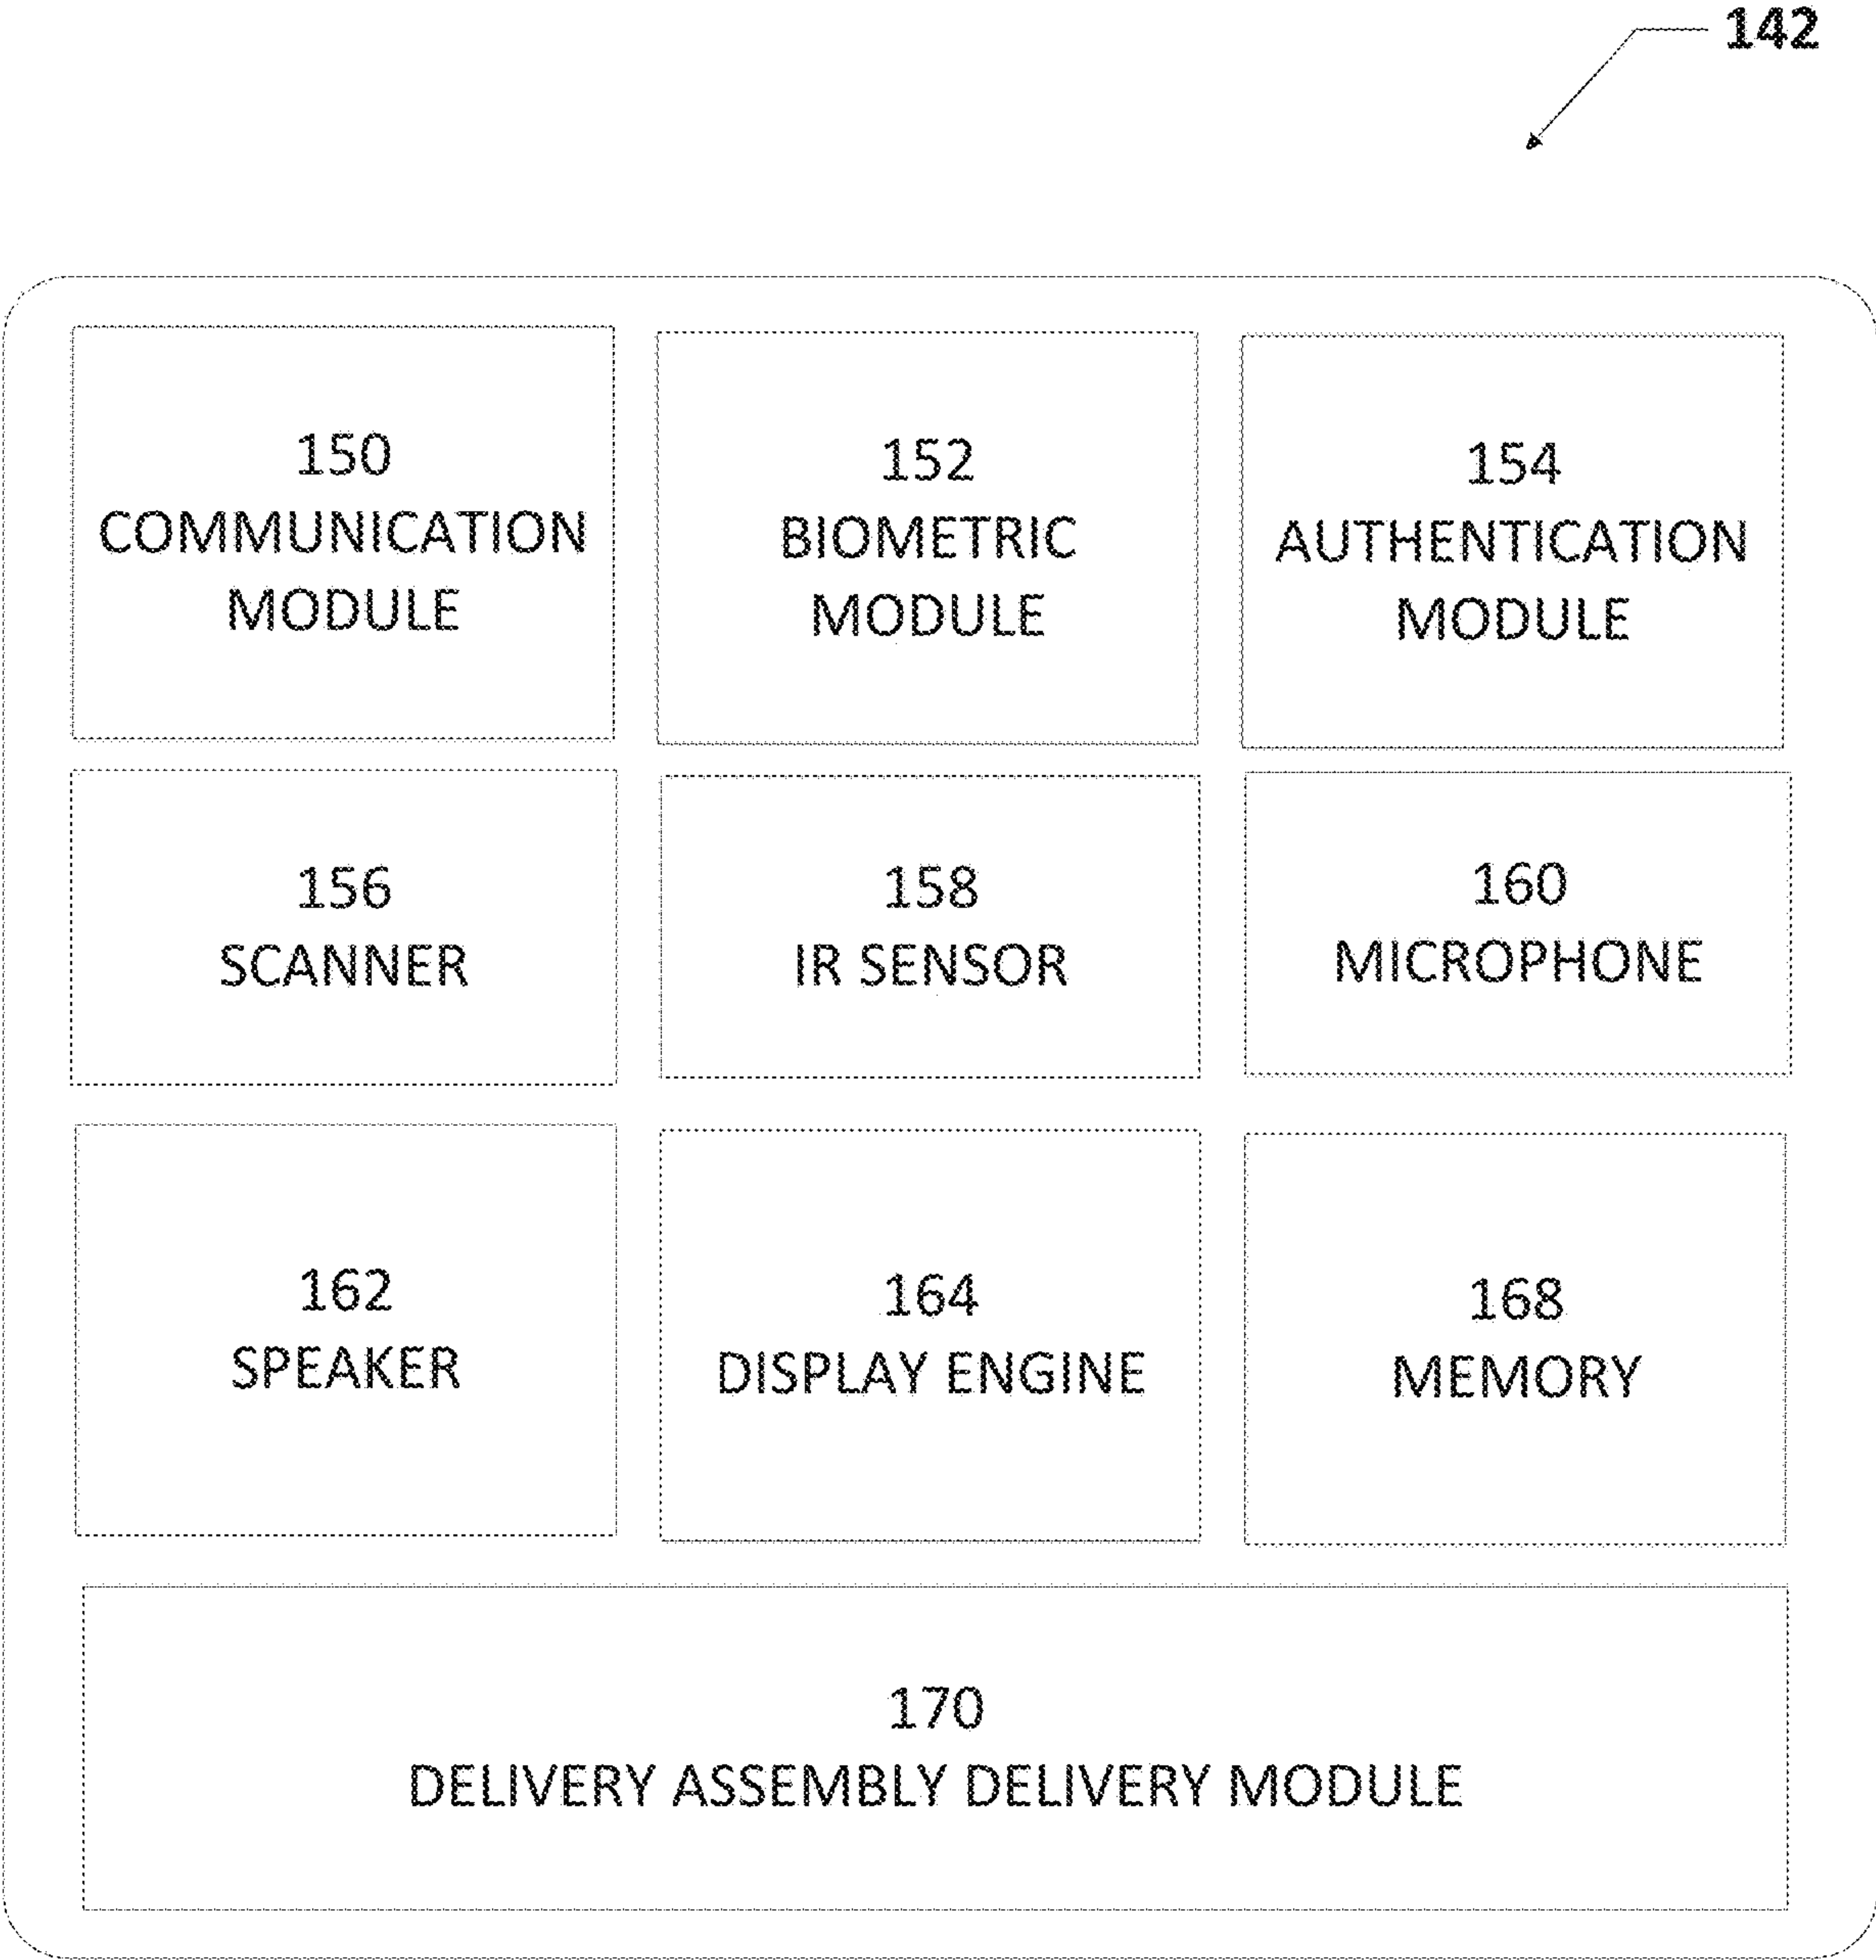 142
150
COMMUNICATION
MODULE
152
BIOMETRIC
MODULE
154
AUTHENTICATION
MODULE
156
SCANNER
158
IR SENSOR
160
MICROPHONE
162
SPEAKER
164
DISPLAY ENGINE
168
MEMORY
170
DELIVERY ASSEMBLY DELIVERY MODULE